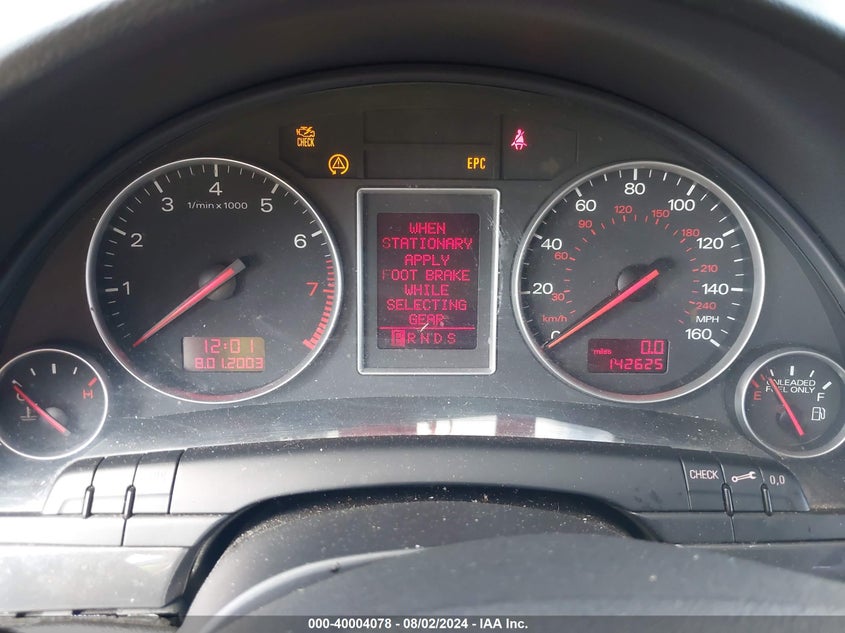 CHECK
EPC
1/min x 1000
1 2 3 4 5 6 7
12:01
8.01.2003
WHEN
STATIONARY
APPLY
FOOT BRAKE
WHILE
SELECTING
GEAR
P R N D S
0 20 40 60 80 100 120 140 160
30 60 90 120 150 180 210 240
km/h
MPH
miles 0.0
142625
C H
UNLEADED
FUEL ONLY
E F
CHECK
0.0
000-40004078 - 08/02/2024 - IAA Inc.